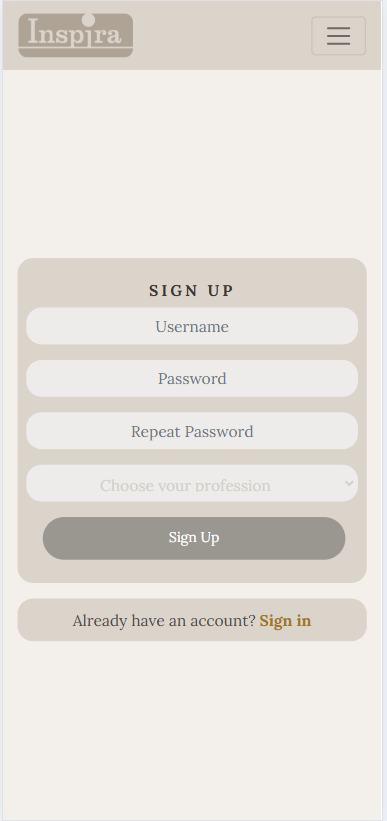 Inspira
SIGN UP
Username
Password
Repeat Password
Choose your profession
Sign Up
Already have an account? Sign in